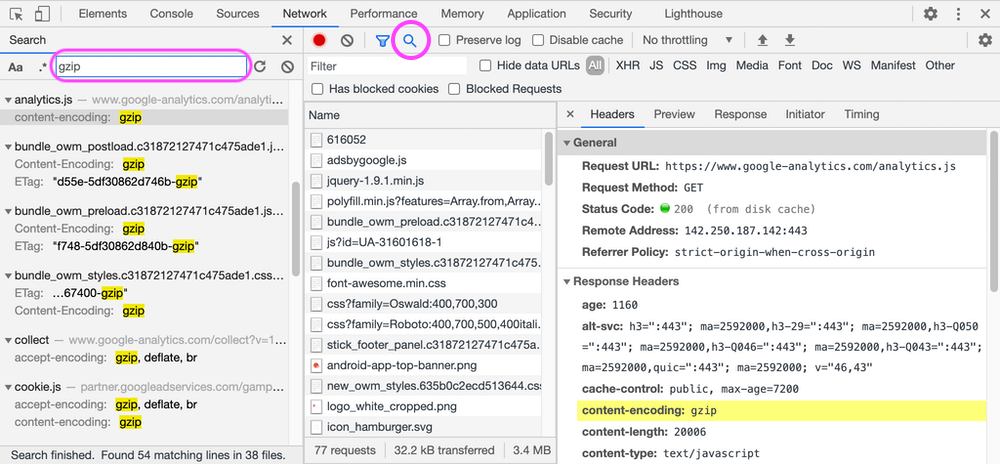 Elements Console Sources Network Performance Memory Application Security Lighthouse
Search
Aa .* gzip
analytics.js — www.google-analytics.com/analyti…
content-encoding: gzip
bundle_owm_postload.c31872127471c475ade1.j…
Content-Encoding: gzip
ETag: "d55e-5df30862d746b-gzip"
bundle_owm_preload.c31872127471c475ade1.js…
Content-Encoding: gzip
ETag: "f748-5df30862d840b-gzip"
bundle_owm_styles.c31872127471c475ade1.css…
ETag: …67400-gzip"
Content-Encoding: gzip
collect — www.google-analytics.com/collect?v=1…
accept-encoding: gzip, deflate, br
cookie.js — partner.googleadservices.com/gamp…
accept-encoding: gzip, deflate, br
content-encoding: gzip
Search finished. Found 54 matching lines in 38 files.
Preserve log Disable cache No throttling
Filter Hide data URLs All XHR JS CSS Img Media Font Doc WS Manifest Other
Has blocked cookies Blocked Requests
Name
616052
adsbygoogle.js
jquery-1.9.1.min.js
polyfill.min.js?features=Array.from,Array…
bundle_owm_preload.c31872127471c4…
js?id=UA-31601618-1
bundle_owm_styles.c31872127471c475…
font-awesome.min.css
css?family=Oswald:400,700,300
css?family=Roboto:400,700,500,400itali…
stick_footer_panel.c31872127471c475a…
android-app-top-banner.png
new_owm_styles.635b0c2ecd513644.css
logo_white_cropped.png
icon_hamburger.svg
77 requests 32.2 kB transferred 3.4 MB
Headers Preview Response Initiator Timing
General
Request URL: https://www.google-analytics.com/analytics.js
Request Method: GET
Status Code: 200 (from disk cache)
Remote Address: 142.250.187.142:443
Referrer Policy: strict-origin-when-cross-origin
Response Headers
age: 1160
alt-svc: h3=":443"; ma=2592000,h3-29=":443"; ma=2592000,h3-Q050
=":443"; ma=2592000,h3-Q046=":443"; ma=2592000,h3-Q043=":443";
ma=2592000,quic=":443"; ma=2592000; v="46,43"
cache-control: public, max-age=7200
content-encoding: gzip
content-length: 20006
content-type: text/javascript